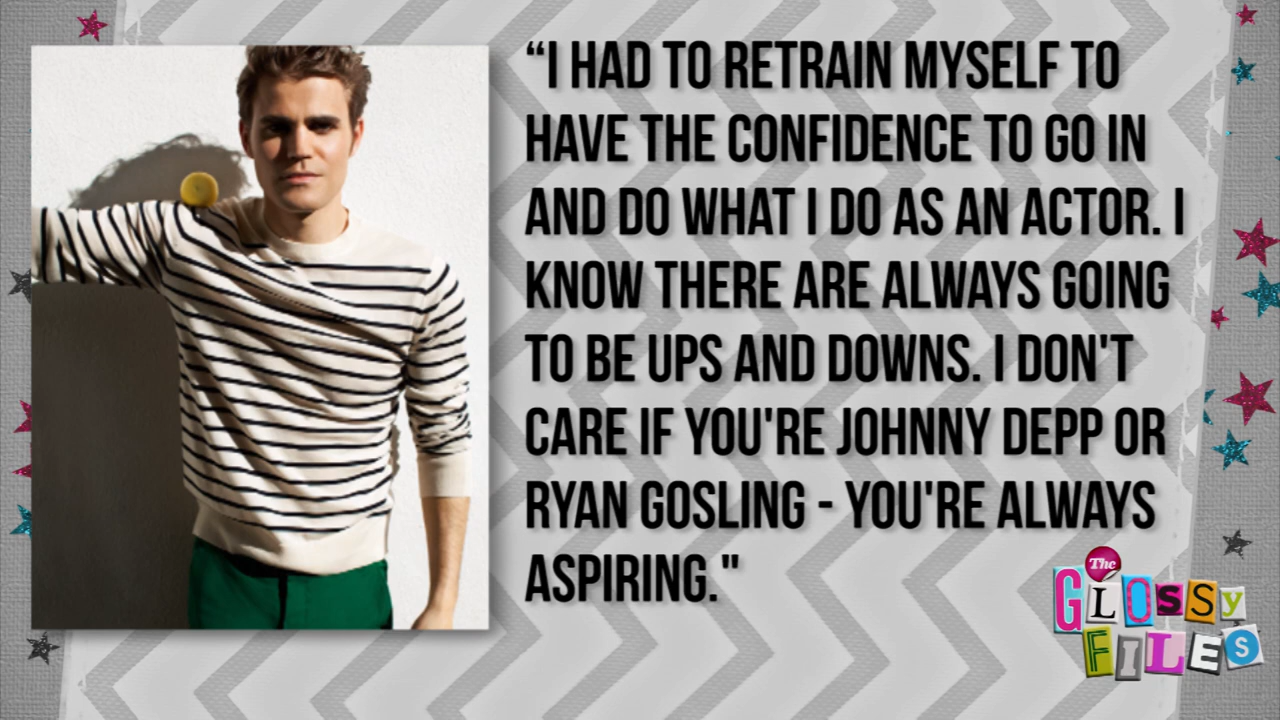 “I HAD TO RETRAIN MYSELF TO
HAVE THE CONFIDENCE TO GO IN
AND DO WHAT I DO AS AN ACTOR. I
KNOW THERE ARE ALWAYS GOING
TO BE UPS AND DOWNS. I DON'T
CARE IF YOU'RE JOHNNY DEPP OR
RYAN GOSLING - YOU'RE ALWAYS
ASPIRING."
The
GLOSSy
FILES